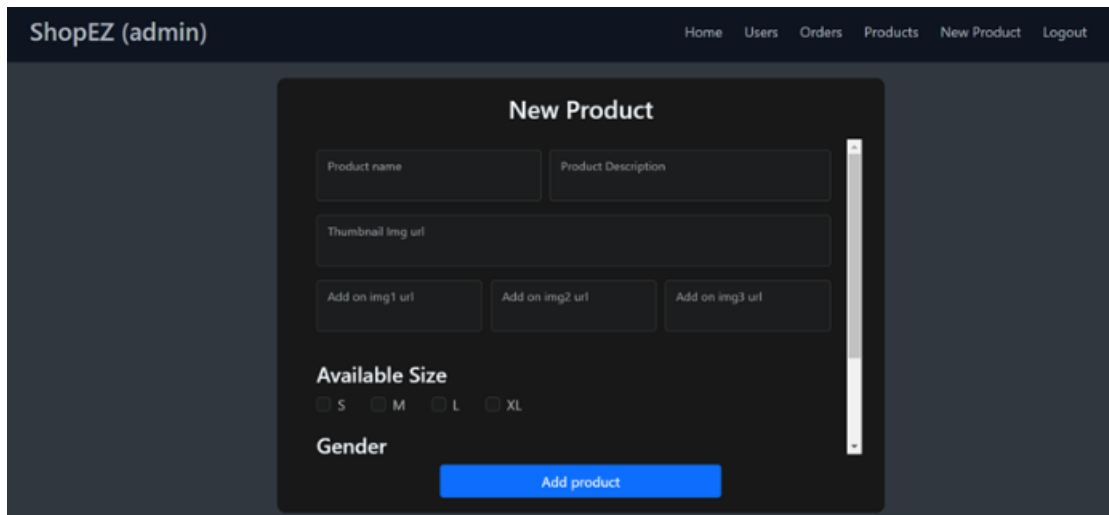 ShopEZ (admin)
Home Users Orders Products New Product Logout
New Product
Product name
Product Description
Thumbnail Img url
Add on img1 url
Add on img2 url
Add on img3 url
Available Size
S M L XL
Gender
Add product